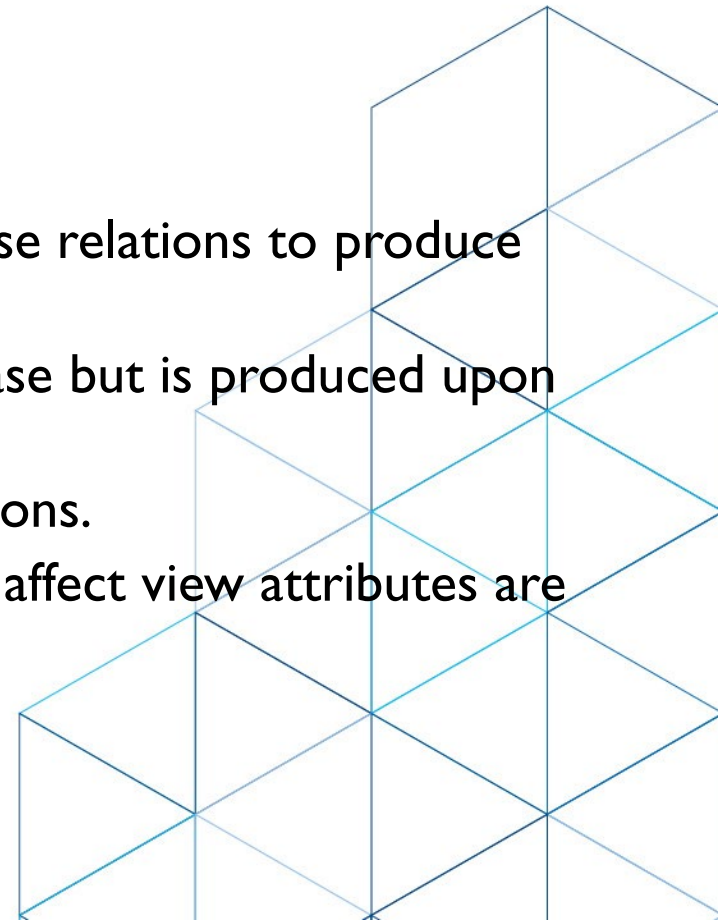 se relations to produce
ase but is produced upon
ons.
affect view attributes are